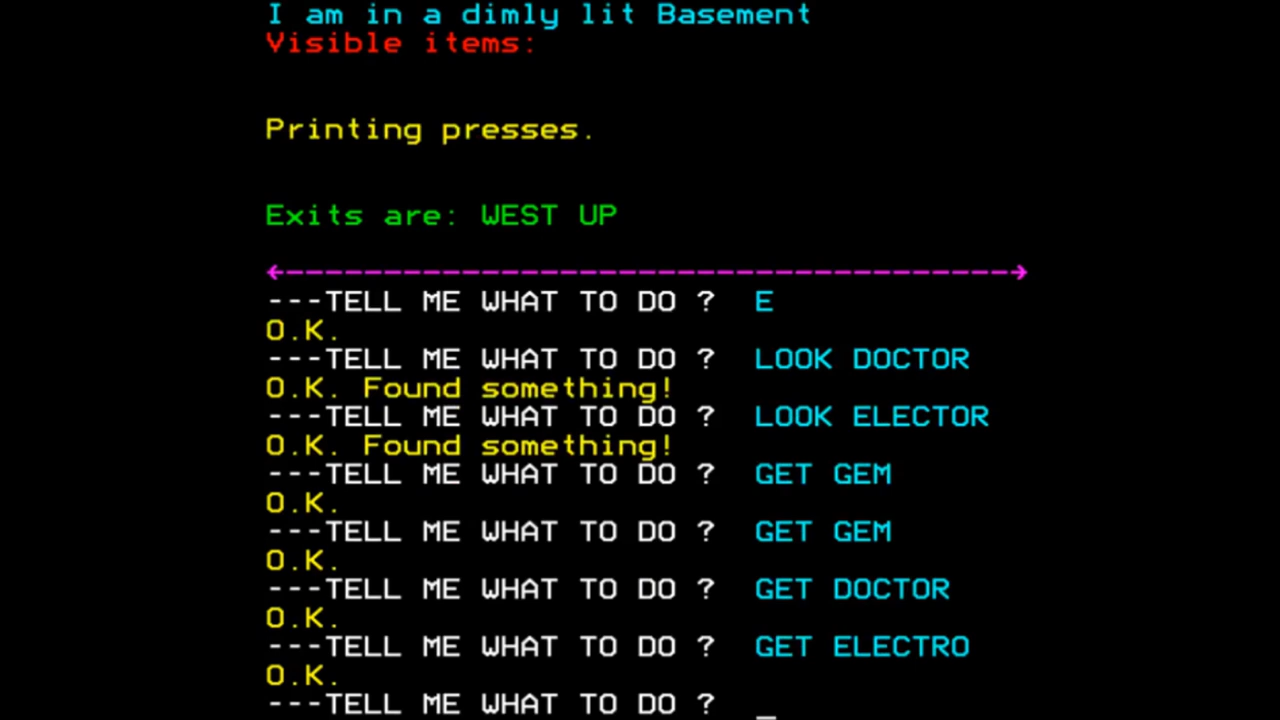 I am in a dimly lit Basement
Visible items:
Printing presses.
Exits are: WEST UP
<--------------------------------------->
---TELL ME WHAT TO DO ? E
O.K.
---TELL ME WHAT TO DO ? LOOK DOCTOR
O.K. Found something!
---TELL ME WHAT TO DO ? LOOK ELECTOR
O.K. Found something!
---TELL ME WHAT TO DO ? GET GEM
O.K.
---TELL ME WHAT TO DO ? GET GEM
O.K.
---TELL ME WHAT TO DO ? GET DOCTOR
O.K.
---TELL ME WHAT TO DO ? GET ELECTRO
O.K.
---TELL ME WHAT TO DO ? _